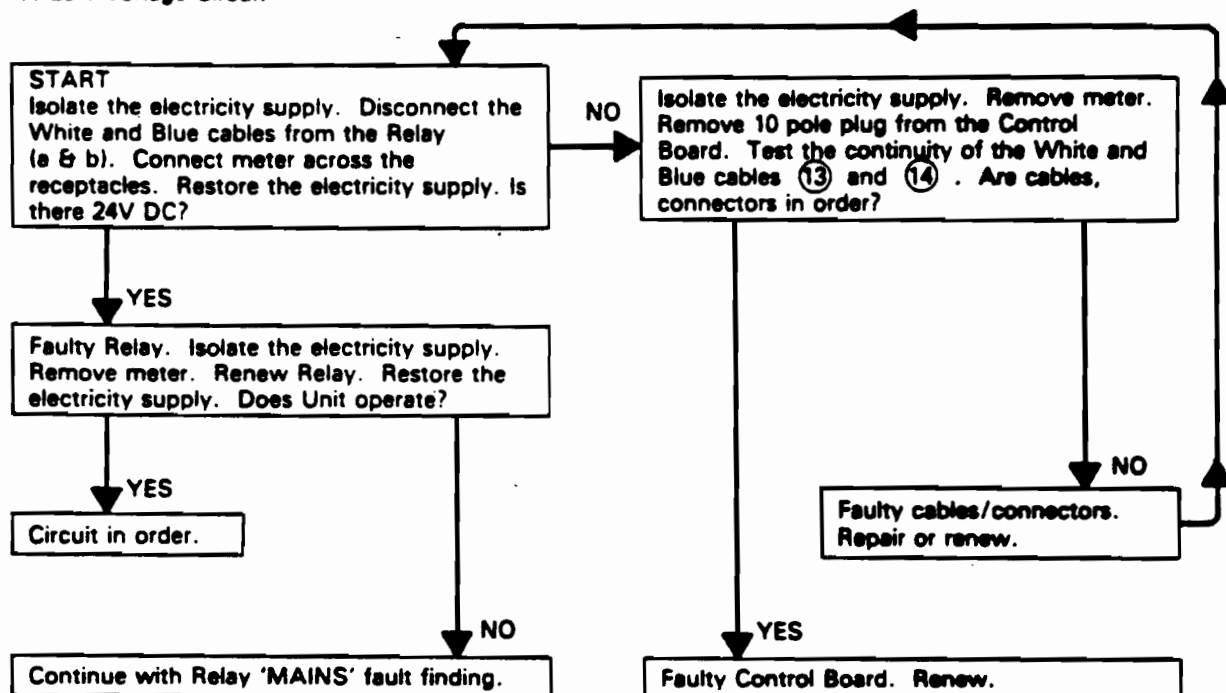 START
Isolate the electricity supply. Disconnect the
White and Blue cables from the Relay
(a & b). Connect meter across the
receptacles. Restore the electricity supply. Is
there 24V DC?
NO
Isolate the electricity supply. Remove meter.
Remove 10 pole plug from the Control
Board. Test the continuity of the White and
Blue cables 13 and 14 . Are cables,
connectors in order?
YES
Faulty Relay. Isolate the electricity supply.
Remove meter. Renew Relay. Restore the
electricity supply. Does Unit operate?
YES
Circuit in order.
NO
Faulty cables/connectors.
Repair or renew.
NO
Continue with Relay 'MAINS' fault finding.
YES
Faulty Control Board. Renew.